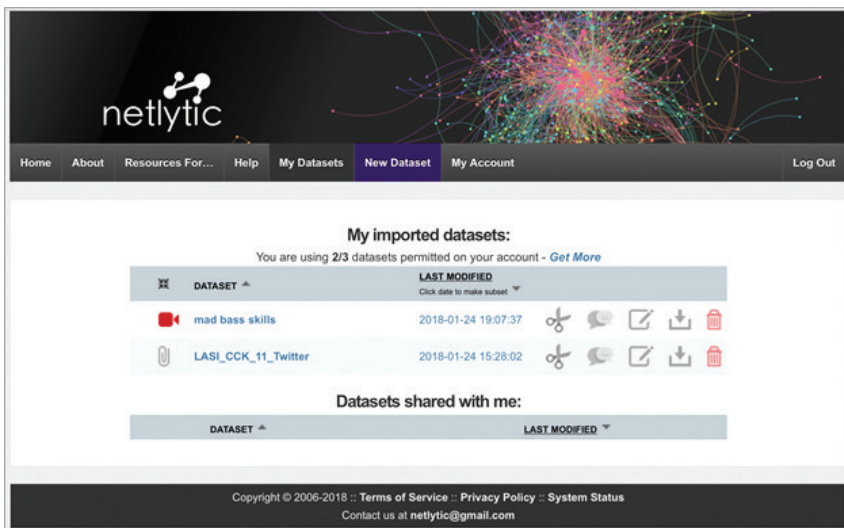 netlytic
Home About Resources For... Help My Datasets New Dataset My Account Log Out
My imported datasets:
You are using 2/3 datasets permitted on your account - Get More
DATASET LAST MODIFIED
Click date to make subset
mad bass skills 2018-01-24 19:07:37
LASI_CCK_11_Twitter 2018-01-24 15:28:02
Datasets shared with me:
DATASET LAST MODIFIED
Copyright © 2006-2018 :: Terms of Service :: Privacy Policy :: System Status
Contact us at netlytic@gmail.com